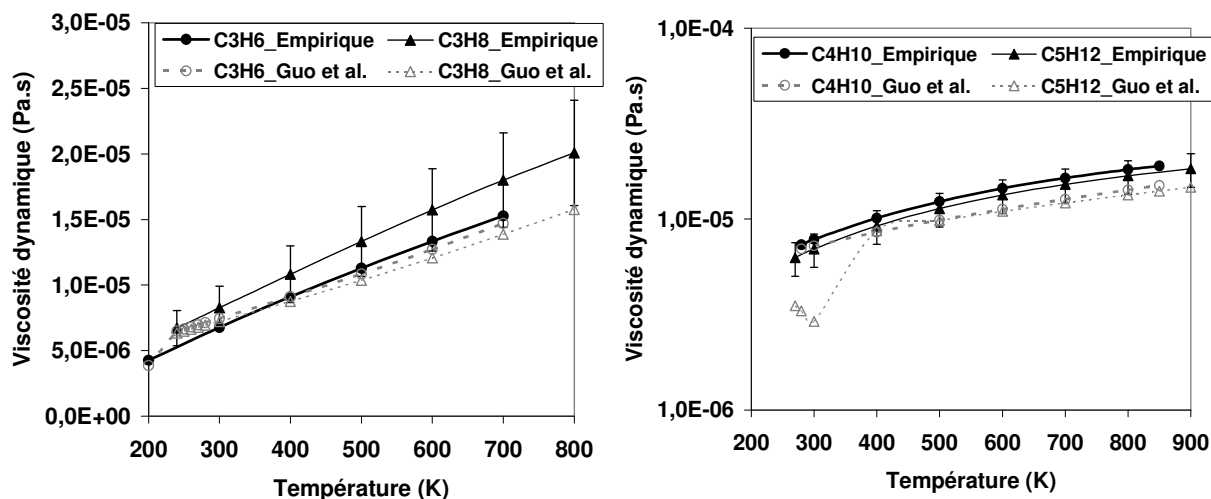 3,0E-05
C3H6_Empirique C3H8_Empirique
C3H6_Guo et al. C3H8_Guo et al.
2,5E-05
2,0E-05
1,5E-05
1,0E-05
5,0E-06
0,0E+00
Viscosité dynamique (Pa.s)
200 300 400 500 600 700 800
Température (K)
1,0E-04
C4H10_Empirique C5H12_Empirique
C4H10_Guo et al. C5H12_Guo et al.
1,0E-05
1,0E-06
Viscosité dynamique (Pa.s)
200 300 400 500 600 700 800 900
Température (K)